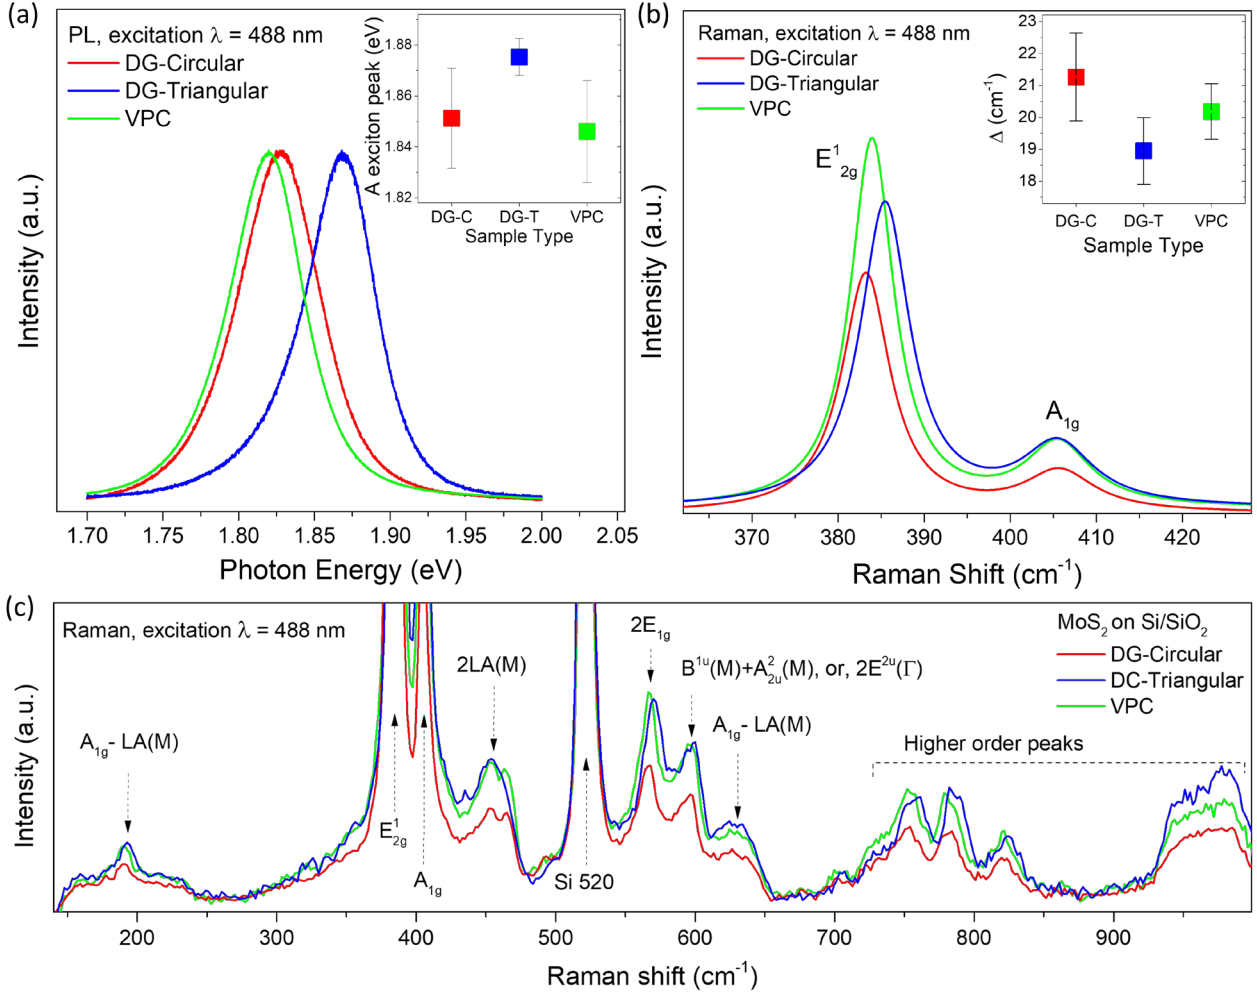 (a)
PL, excitation λ = 488 nm
DG-Circular
DG-Triangular
VPC
Intensity (a.u.)
1.70 1.75 1.80 1.85 1.90 1.95 2.00 2.05
Photon Energy (eV)
A exciton peak (eV)
1.88
1.86
1.84
1.82
DG-C DG-T VPC
Sample Type
(b)
Raman, excitation λ = 488 nm
DG-Circular
DG-Triangular
VPC
E¹₂g
A₁g
Intensity (a.u.)
370 380 390 400 410 420
Raman Shift (cm⁻¹)
Δ (cm⁻¹)
23
22
21
20
19
18
DG-C DG-T VPC
Sample Type
(c)
Raman, excitation λ = 488 nm
MoS₂ on Si/SiO₂
DG-Circular
DC-Triangular
VPC
A₁g- LA(M)
E¹₂g
A₁g
2LA(M)
Si 520
2E₁g
B¹ᵘ(M)+A²₂ᵤ(M), or, 2E²ᵘ(Γ)
A₁g- LA(M)
Higher order peaks
Intensity (a.u.)
200 300 400 500 600 700 800 900
Raman shift (cm⁻¹)